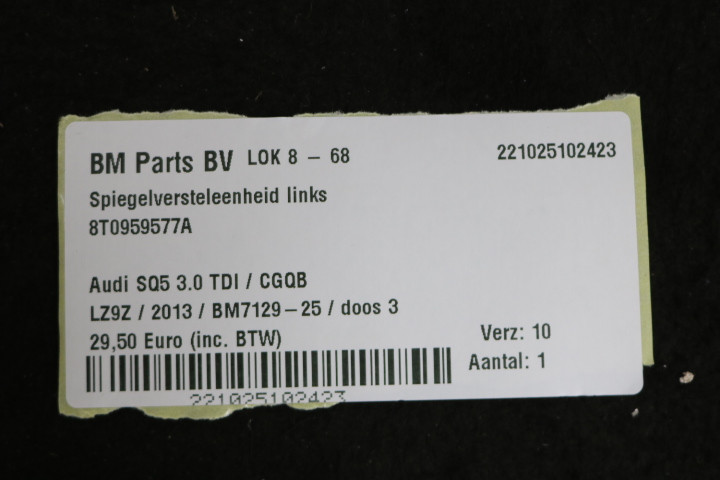 BM Parts BV LOK 8 - 68 221025102423
Spiegelversteleenheid links
8T0959577A
Audi SQ5 3.0 TDI / CGQB
LZ9Z / 2013 / BM7129-25 / doos 3
29,50 Euro (inc. BTW) Verz: 10
Aantal: 1
221025102423